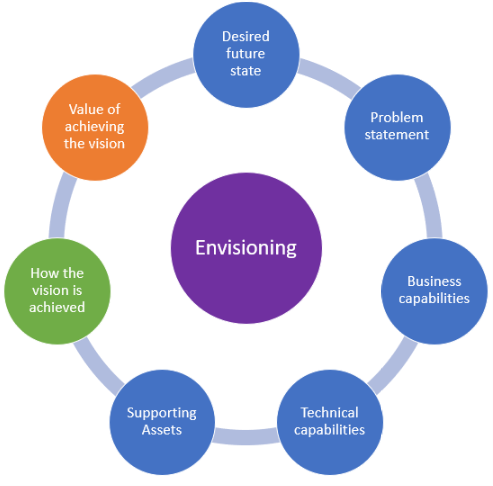 Desired
future
state
Problem
statement
Business
capabilities
Technical
capabilities
Supporting
Assets
How the
vision is
achieved
Value of
achieving
the vision
Envisioning